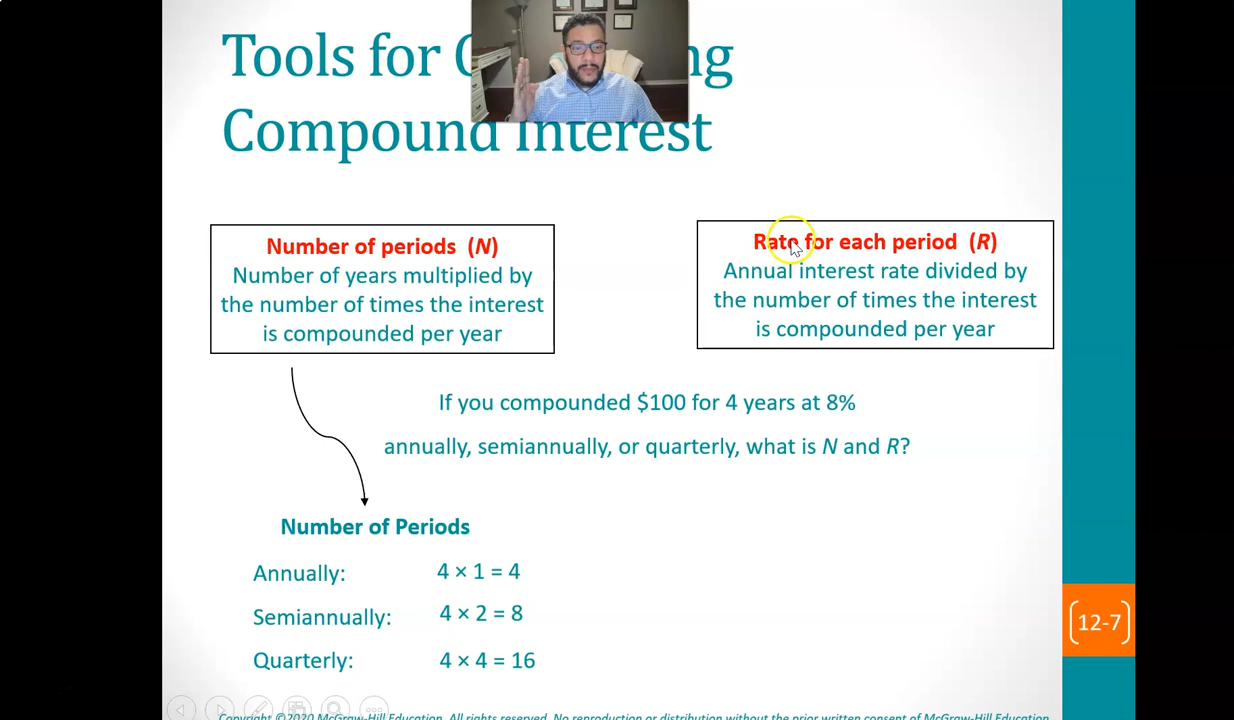 Tools for
Compound Interest
Number of periods (N)
Number of years multiplied by
the number of times the interest
is compounded per year
Rate for each period (R)
Annual interest rate divided by
the number of times the interest
is compounded per year
If you compounded $100 for 4 years at 8%
annually, semiannually, or quarterly, what is N and R?
Number of Periods
Annually: 4 × 1 = 4
Semiannually: 4 × 2 = 8
Quarterly: 4 × 4 = 16
12-7
Copyright ©2020 McGraw-Hill Education. All rights reserved. No reproduction or distribution without the prior written consent of McGraw-Hill Education